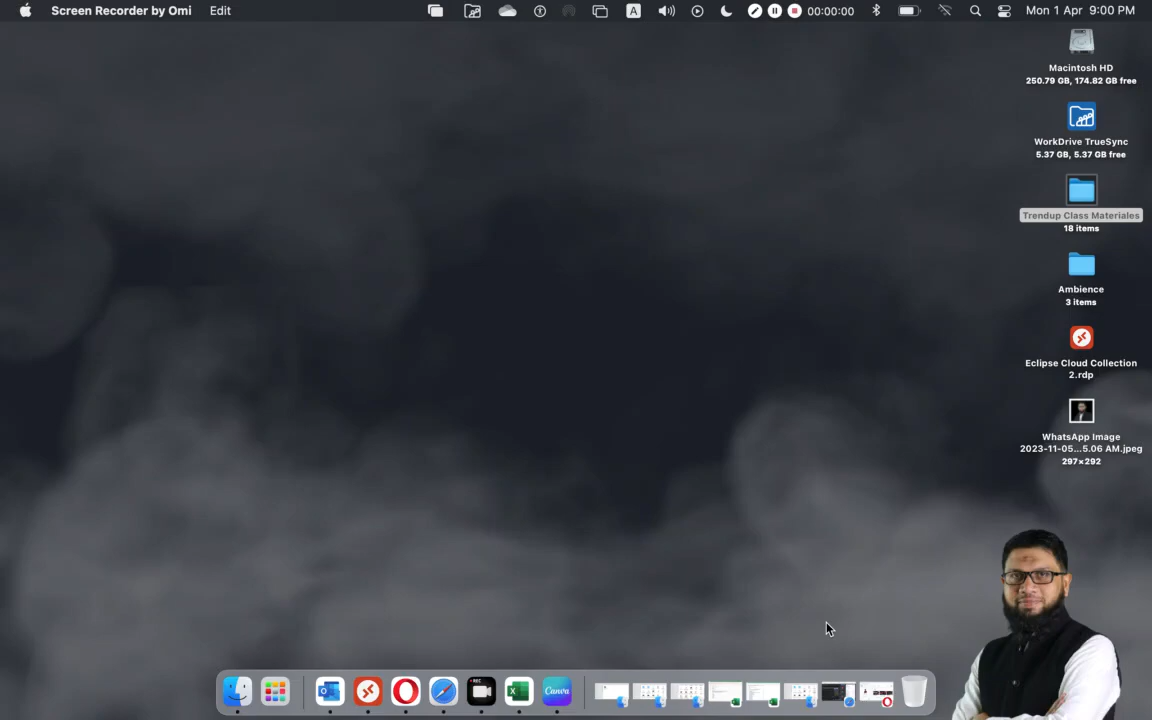 Screen Recorder by Omi Edit A 00:00:00 Mon 1 Apr 9:00 PM
Macintosh HD
250.79 GB, 174.82 GB free
WorkDrive TrueSync
5.37 GB, 5.37 GB free
Trendup Class Materiales
18 items
Ambience
3 items
Eclipse Cloud Collection
2.rdp
WhatsApp Image
2023-11-05...5.06 AM.jpeg
297×292
REC
Canva